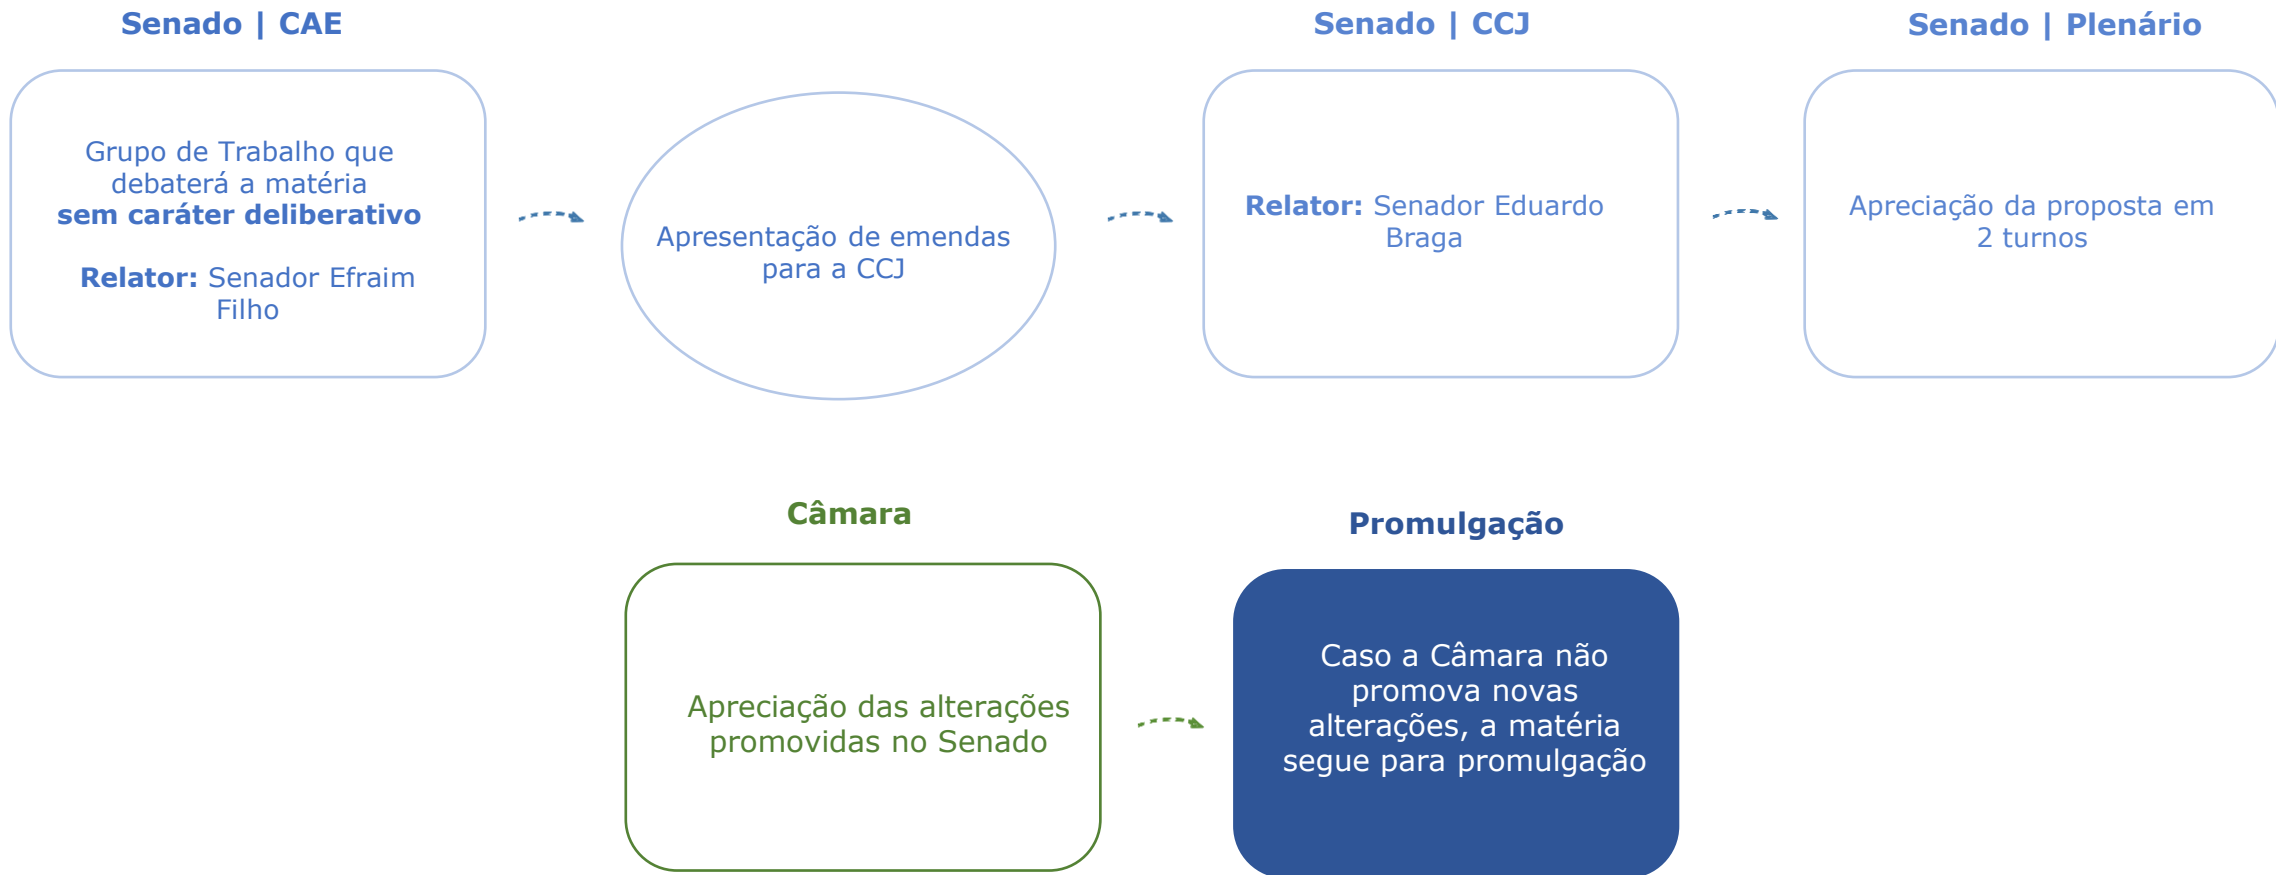 Senado | CAE
Grupo de Trabalho que
debaterá a matéria
sem caráter deliberativo
Relator: Senador Efraim
Filho
Apresentação de emendas
para a CCJ
Senado | CCJ
Relator: Senador Eduardo
Braga
Senado | Plenário
Apreciação da proposta em
2 turnos
Câmara
Apreciação das alterações
promovidas no Senado
Promulgação
Caso a Câmara não
promova novas
alterações, a matéria
segue para promulgação